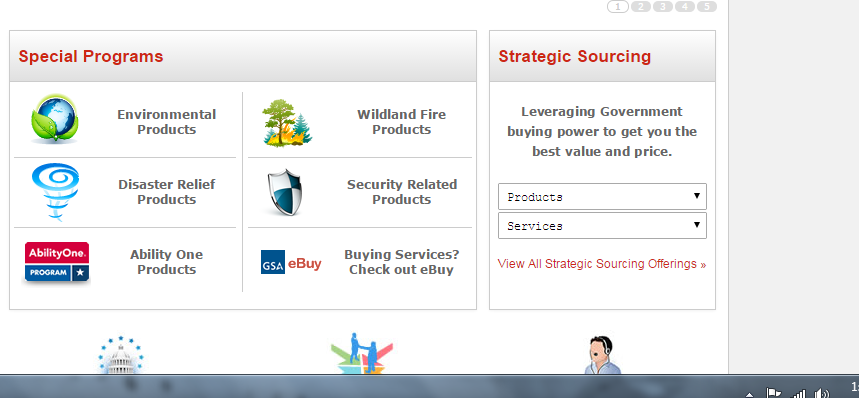 1 2 3 4 5
Special Programs
Environmental
Products
Wildland Fire
Products
Disaster Relief
Products
Security Related
Products
AbilityOne.
PROGRAM
Ability One
Products
GSA eBuy
Buying Services?
Check out eBuy
Strategic Sourcing
Leveraging Government
buying power to get you the
best value and price.
Products
Services
View All Strategic Sourcing Offerings »